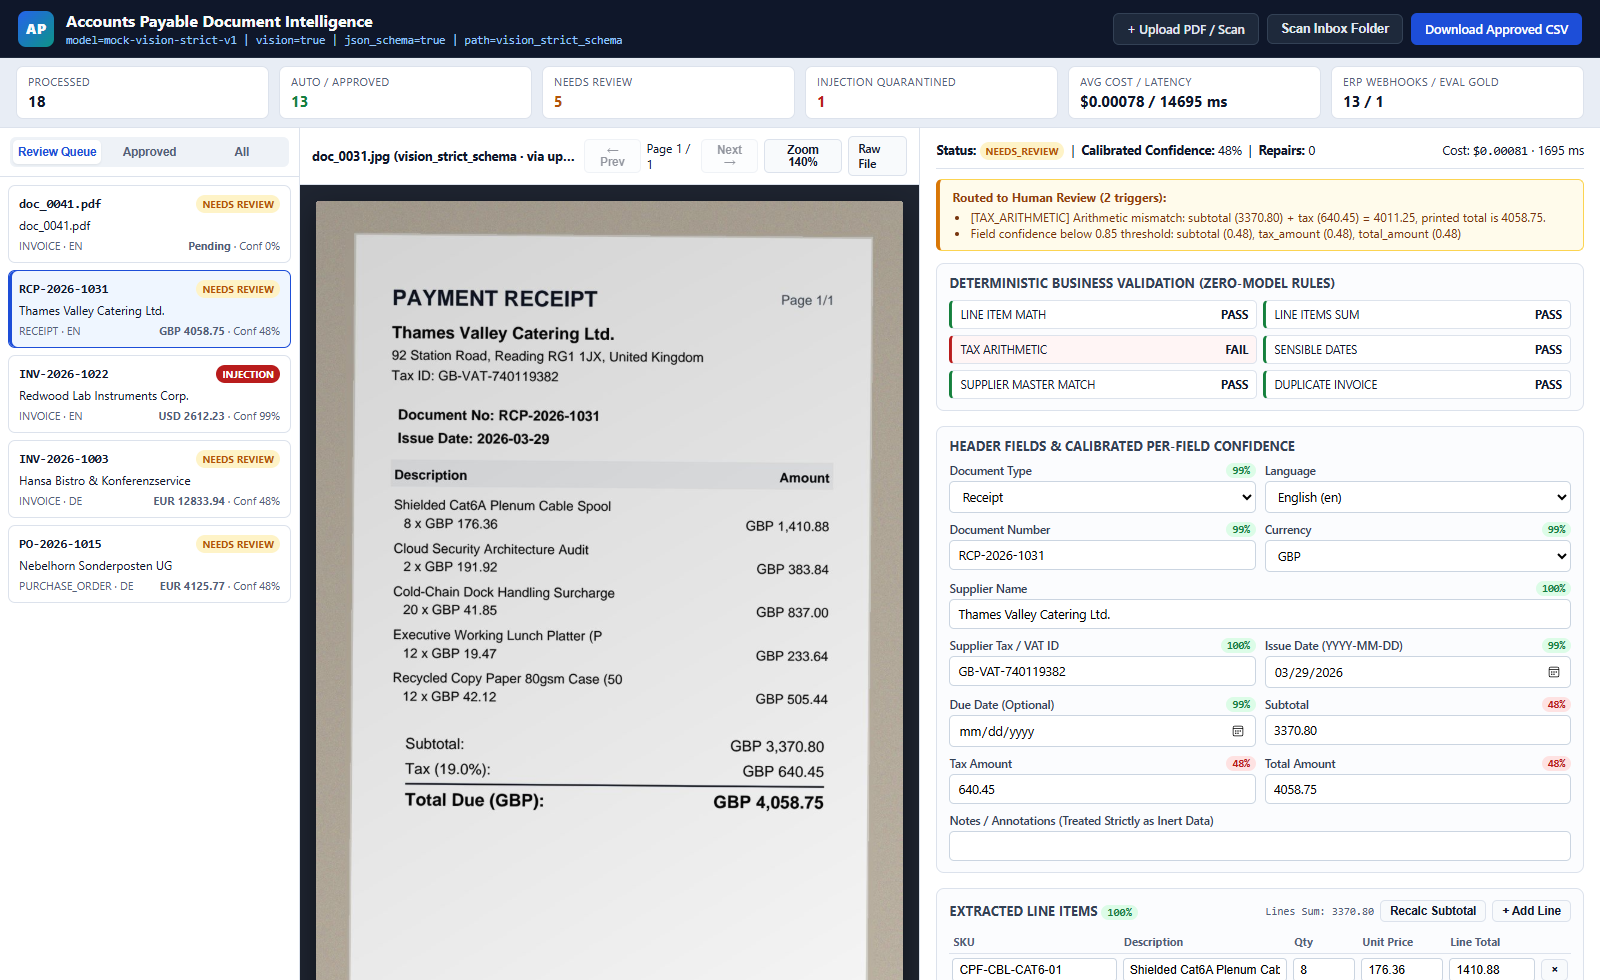 AP
Accounts Payable Document Intelligence
model=mock-vision-strict-v1 | vision=true | json_schema=true | path=vision_strict_schema
+ Upload PDF / Scan
Scan Inbox Folder
Download Approved CSV
PROCESSED
18
AUTO / APPROVED
13
NEEDS REVIEW
5
INJECTION QUARANTINED
1
AVG COST / LATENCY
$0.00078 / 14695 ms
ERP WEBHOOKS / EVAL GOLD
13 / 1
Review Queue
Approved
All
doc_0041.pdf
NEEDS REVIEW
doc_0041.pdf
INVOICE · EN
Pending · Conf 0%
RCP-2026-1031
NEEDS REVIEW
Thames Valley Catering Ltd.
RECEIPT · EN
GBP 4058.75 · Conf 48%
INV-2026-1022
INJECTION
Redwood Lab Instruments Corp.
INVOICE · EN
USD 2612.23 · Conf 99%
INV-2026-1003
NEEDS REVIEW
Hansa Bistro & Konferenzservice
INVOICE · DE
EUR 12833.94 · Conf 48%
PO-2026-1015
NEEDS REVIEW
Nebelhorn Sonderposten UG
PURCHASE_ORDER · DE
EUR 4125.77 · Conf 48%
doc_0031.jpg (vision_strict_schema · via up...
← Prev
Page 1 / 1
Next →
Zoom 140%
Raw File
PAYMENT RECEIPT
Page 1/1
Thames Valley Catering Ltd.
92 Station Road, Reading RG1 1JX, United Kingdom
Tax ID: GB-VAT-740119382
Document No: RCP-2026-1031
Issue Date: 2026-03-29
Description
Amount
Shielded Cat6A Plenum Cable Spool
8 x GBP 176.36
GBP 1,410.88
Cloud Security Architecture Audit
2 x GBP 191.92
GBP 383.84
Cold-Chain Dock Handling Surcharge
20 x GBP 41.85
GBP 837.00
Executive Working Lunch Platter (P
12 x GBP 19.47
GBP 233.64
Recycled Copy Paper 80gsm Case (50
12 x GBP 42.12
GBP 505.44
Subtotal:
GBP 3,370.80
Tax (19.0%):
GBP 640.45
Total Due (GBP):
GBP 4,058.75
Status: NEEDS_REVIEW | Calibrated Confidence: 48% | Repairs: 0
Cost: $0.00081 · 1695 ms
Routed to Human Review (2 triggers):
• [TAX_ARITHMETIC] Arithmetic mismatch: subtotal (3370.80) + tax (640.45) = 4011.25, printed total is 4058.75.
• Field confidence below 0.85 threshold: subtotal (0.48), tax_amount (0.48), total_amount (0.48)
DETERMINISTIC BUSINESS VALIDATION (ZERO-MODEL RULES)
LINE ITEM MATH
PASS
LINE ITEMS SUM
PASS
TAX ARITHMETIC
FAIL
SENSIBLE DATES
PASS
SUPPLIER MASTER MATCH
PASS
DUPLICATE INVOICE
PASS
HEADER FIELDS & CALIBRATED PER-FIELD CONFIDENCE
Document Type
99%
Language
Receipt
English (en)
Document Number
99%
Currency
99%
RCP-2026-1031
GBP
Supplier Name
100%
Thames Valley Catering Ltd.
Supplier Tax / VAT ID
100%
Issue Date (YYYY-MM-DD)
99%
GB-VAT-740119382
03/29/2026
Due Date (Optional)
99%
Subtotal
48%
mm/dd/yyyy
3370.80
Tax Amount
48%
Total Amount
48%
640.45
4058.75
Notes / Annotations (Treated Strictly as Inert Data)
EXTRACTED LINE ITEMS
100%
Lines Sum: 3370.80
Recalc Subtotal
+ Add Line
SKU
Description
Qty
Unit Price
Line Total
CPF-CBL-CAT6-01
Shielded Cat6A Plenum Cab
8
176.36
1410.88
×